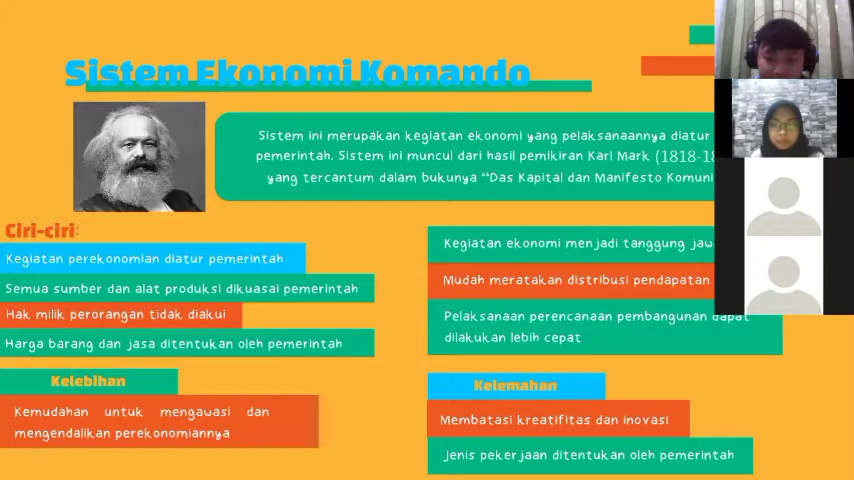 Sistem Ekonomi Komando
Sistem ini merupakan kegiatan ekonomi yang pelaksanaannya diatur
pemerintah. Sistem ini muncul dari hasil pemikiran Karl Mark (1818-18
yang tercantum dalam bukunya “Das Kapital dan Manifesto Komuni
Ciri-ciri:
Kegiatan perekonomian diatur pemerintah
Semua sumber dan alat produksi dikuasai pemerintah
Hak milik perorangan tidak diakui
Harga barang dan jasa ditentukan oleh pemerintah
Kelebihan
Kemudahan untuk mengawasi dan
mengendalikan perekonomiannya
Kegiatan ekonomi menjadi tanggung jaw
Mudah meratakan distribusi pendapatan
Pelaksanaan perencanaan pembangunan dapat
dilakukan lebih cepat
Kelemahan
Membatasi kreatifitas dan inovasi
Jenis pekerjaan ditentukan oleh pemerintah